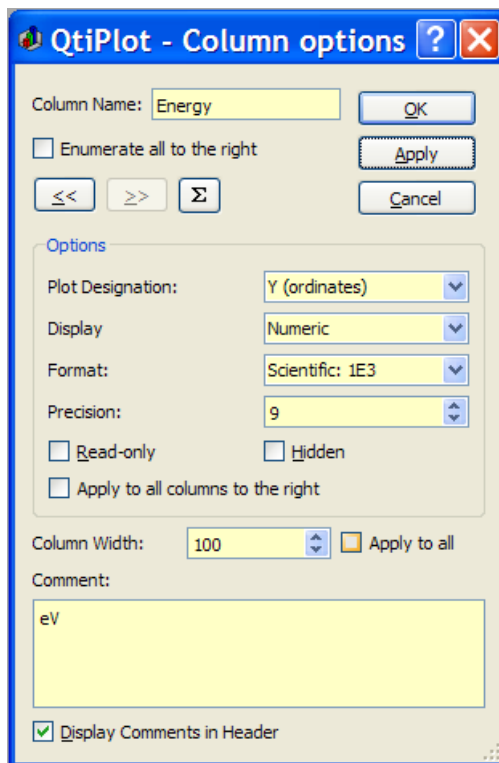 QtiPlot - Column options ?
Column Name: Energy
OK
Enumerate all to the right
Apply
<< >> Σ
Cancel
Options
Plot Designation: Y (ordinates)
Display Numeric
Format: Scientific: 1E3
Precision: 9
Read-only Hidden
Apply to all columns to the right
Column Width: 100 Apply to all
Comment:
eV
Display Comments in Header